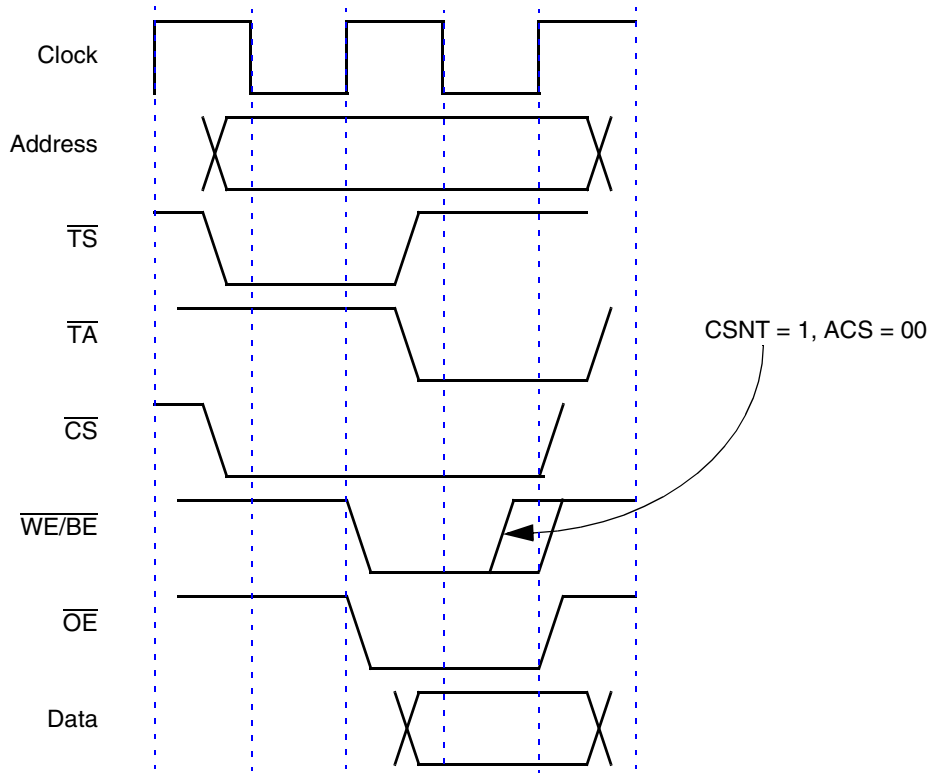 Clock
Address
TS
TA
CSNT = 1, ACS = 00
CS
WE/BE
OE
Data